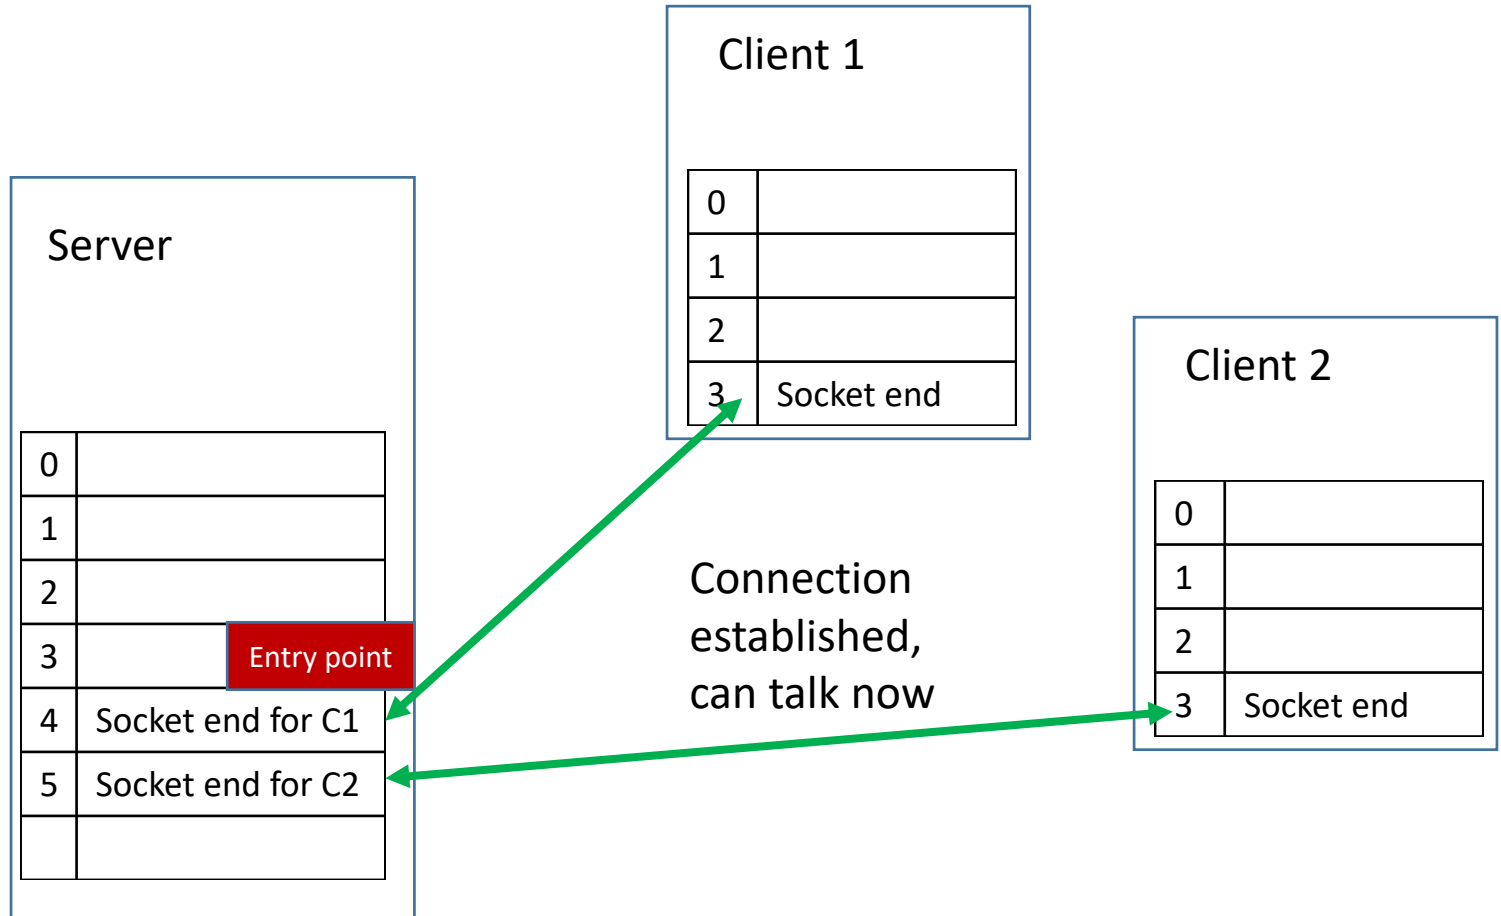 Client 1
0
1
2
3 Socket end
Server
0
1
2
3 Entry point
4 Socket end for C1
5 Socket end for C2
Connection
established,
can talk now
Client 2
0
1
2
3 Socket end